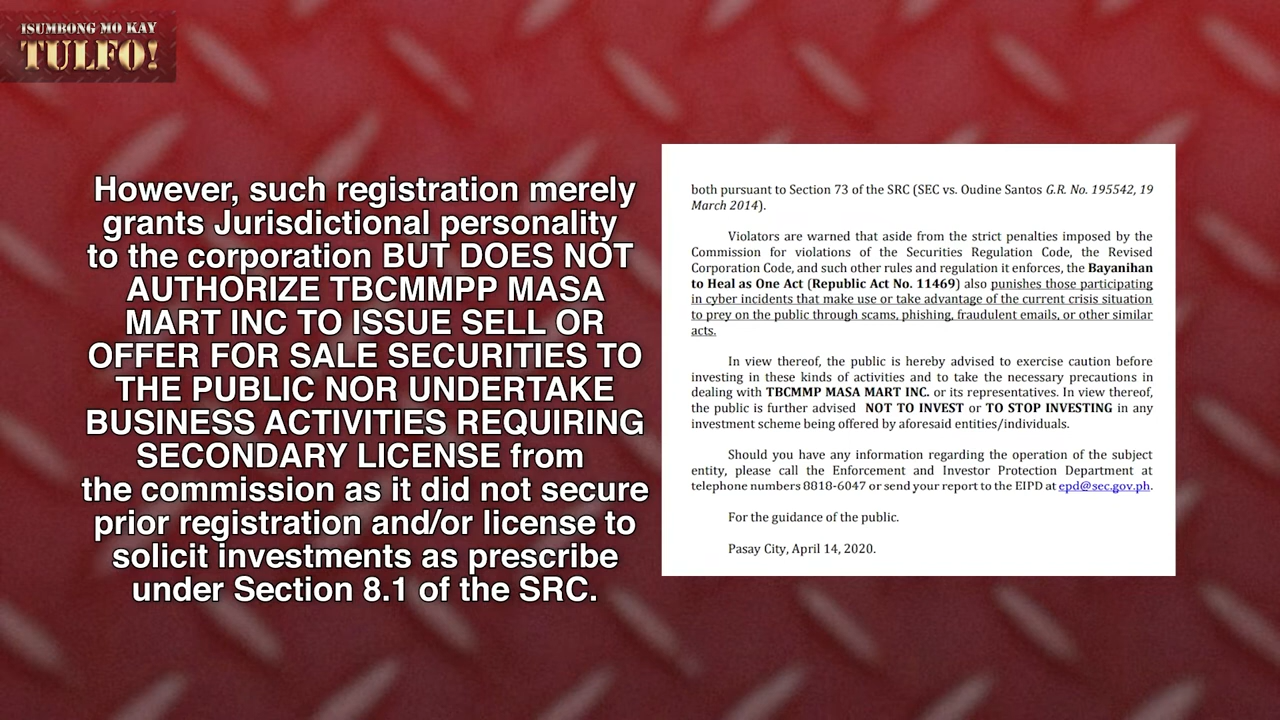 ISUMBONG MO KAY
TULFO!
However, such registration merely
grants Jurisdictional personality
to the corporation BUT DOES NOT
AUTHORIZE TBCMMPP MASA
MART INC TO ISSUE SELL OR
OFFER FOR SALE SECURITIES TO
THE PUBLIC NOR UNDERTAKE
BUSINESS ACTIVITIES REQUIRING
SECONDARY LICENSE from
the commission as it did not secure
prior registration and/or license to
solicit investments as prescribe
under Section 8.1 of the SRC.
both pursuant to Section 73 of the SRC (SEC vs. Oudine Santos G.R. No. 195542, 19
March 2014).
Violators are warned that aside from the strict penalties imposed by the
Commission for violations of the Securities Regulation Code, the Revised
Corporation Code, and such other rules and regulation it enforces, the Bayanihan
to Heal as One Act (Republic Act No. 11469) also punishes those participating
in cyber incidents that make use or take advantage of the current crisis situation
to prey on the public through scams, phishing, fraudulent emails, or other similar
acts.
In view thereof, the public is hereby advised to exercise caution before
investing in these kinds of activities and to take the necessary precautions in
dealing with TBCMMP MASA MART INC. or its representatives. In view thereof,
the public is further advised NOT TO INVEST or TO STOP INVESTING in any
investment scheme being offered by aforesaid entities/individuals.
Should you have any information regarding the operation of the subject
entity, please call the Enforcement and Investor Protection Department at
telephone numbers 8818-6047 or send your report to the EIPD at epd@sec.gov.ph.
For the guidance of the public.
Pasay City, April 14, 2020.